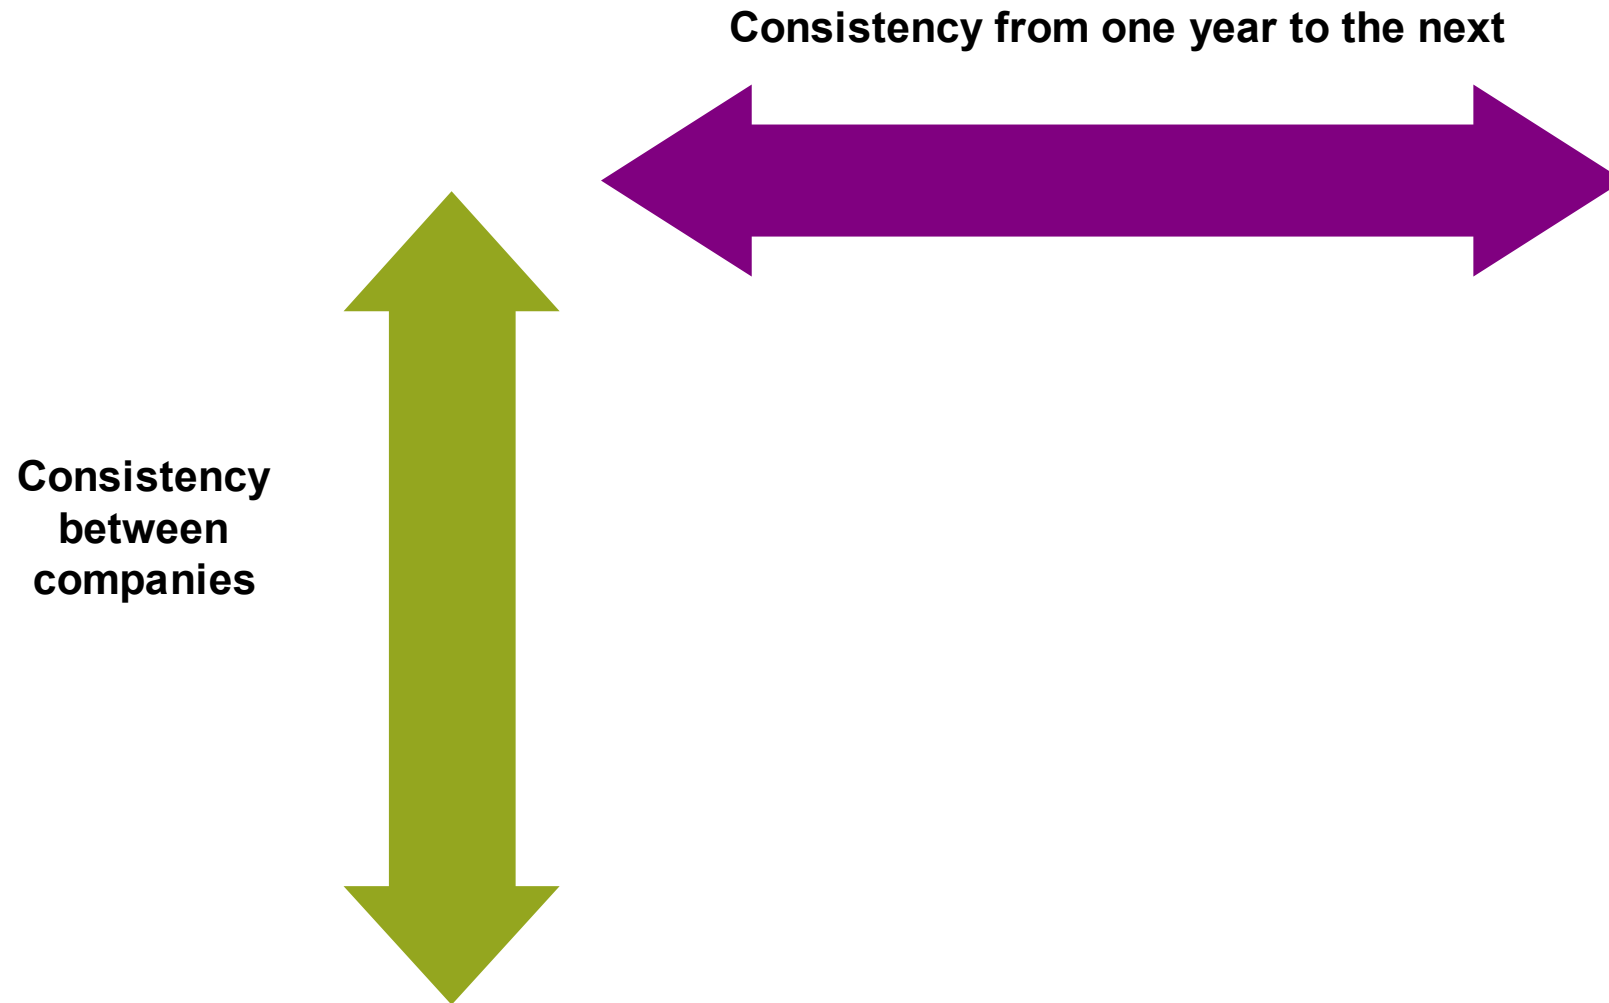 Consistency from one year to the next
Consistency
between
companies